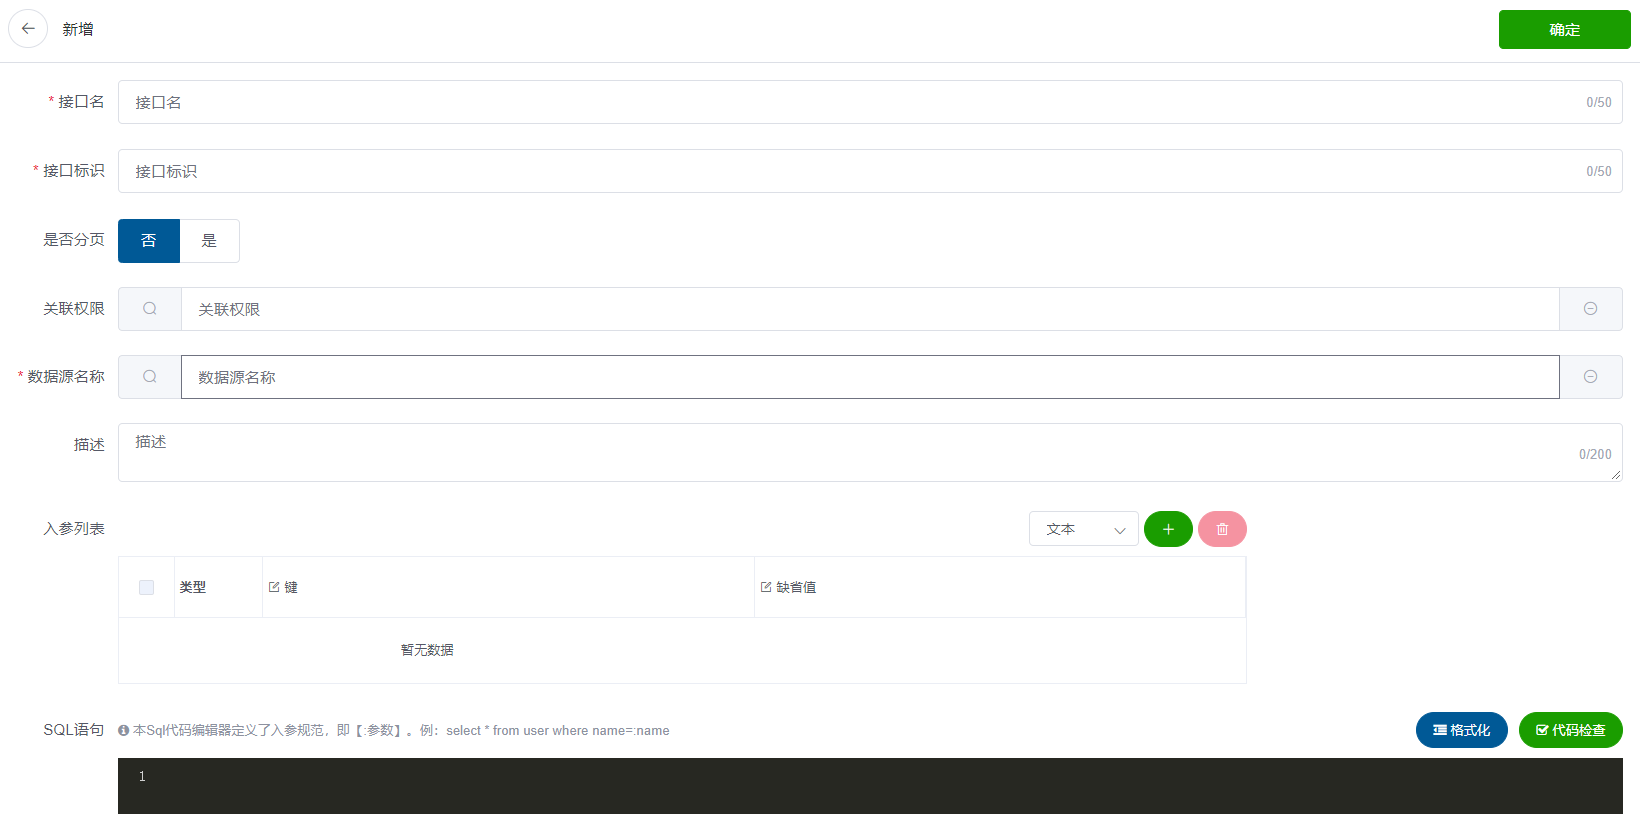 新增
确定
* 接口名
接口名
0/50
* 接口标识
接口标识
0/50
是否分页
否
是
关联权限
关联权限
* 数据源名称
数据源名称
描述
描述
0/200
入参列表
文本
类型
键
缺省值
暂无数据
SQL语句
本Sql代码编辑器定义了入参规范，即【:参数】。例：select * from user where name=:name
格式化
代码检查
1